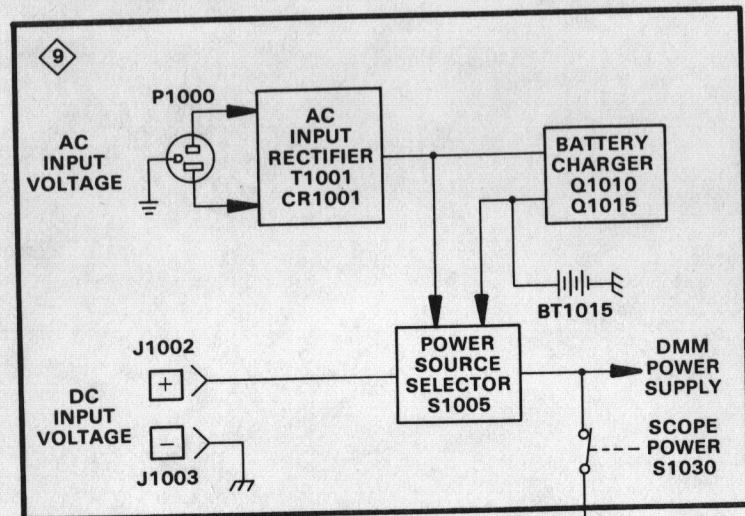 9
P1000
AC
INPUT
VOLTAGE
AC
INPUT
RECTIFIER
T1001
CR1001
BATTERY
CHARGER
Q1010
Q1015
BT1015
J1002
+
DC
INPUT
VOLTAGE
−
J1003
POWER
SOURCE
SELECTOR
S1005
DMM
POWER
SUPPLY
SCOPE
POWER
S1030